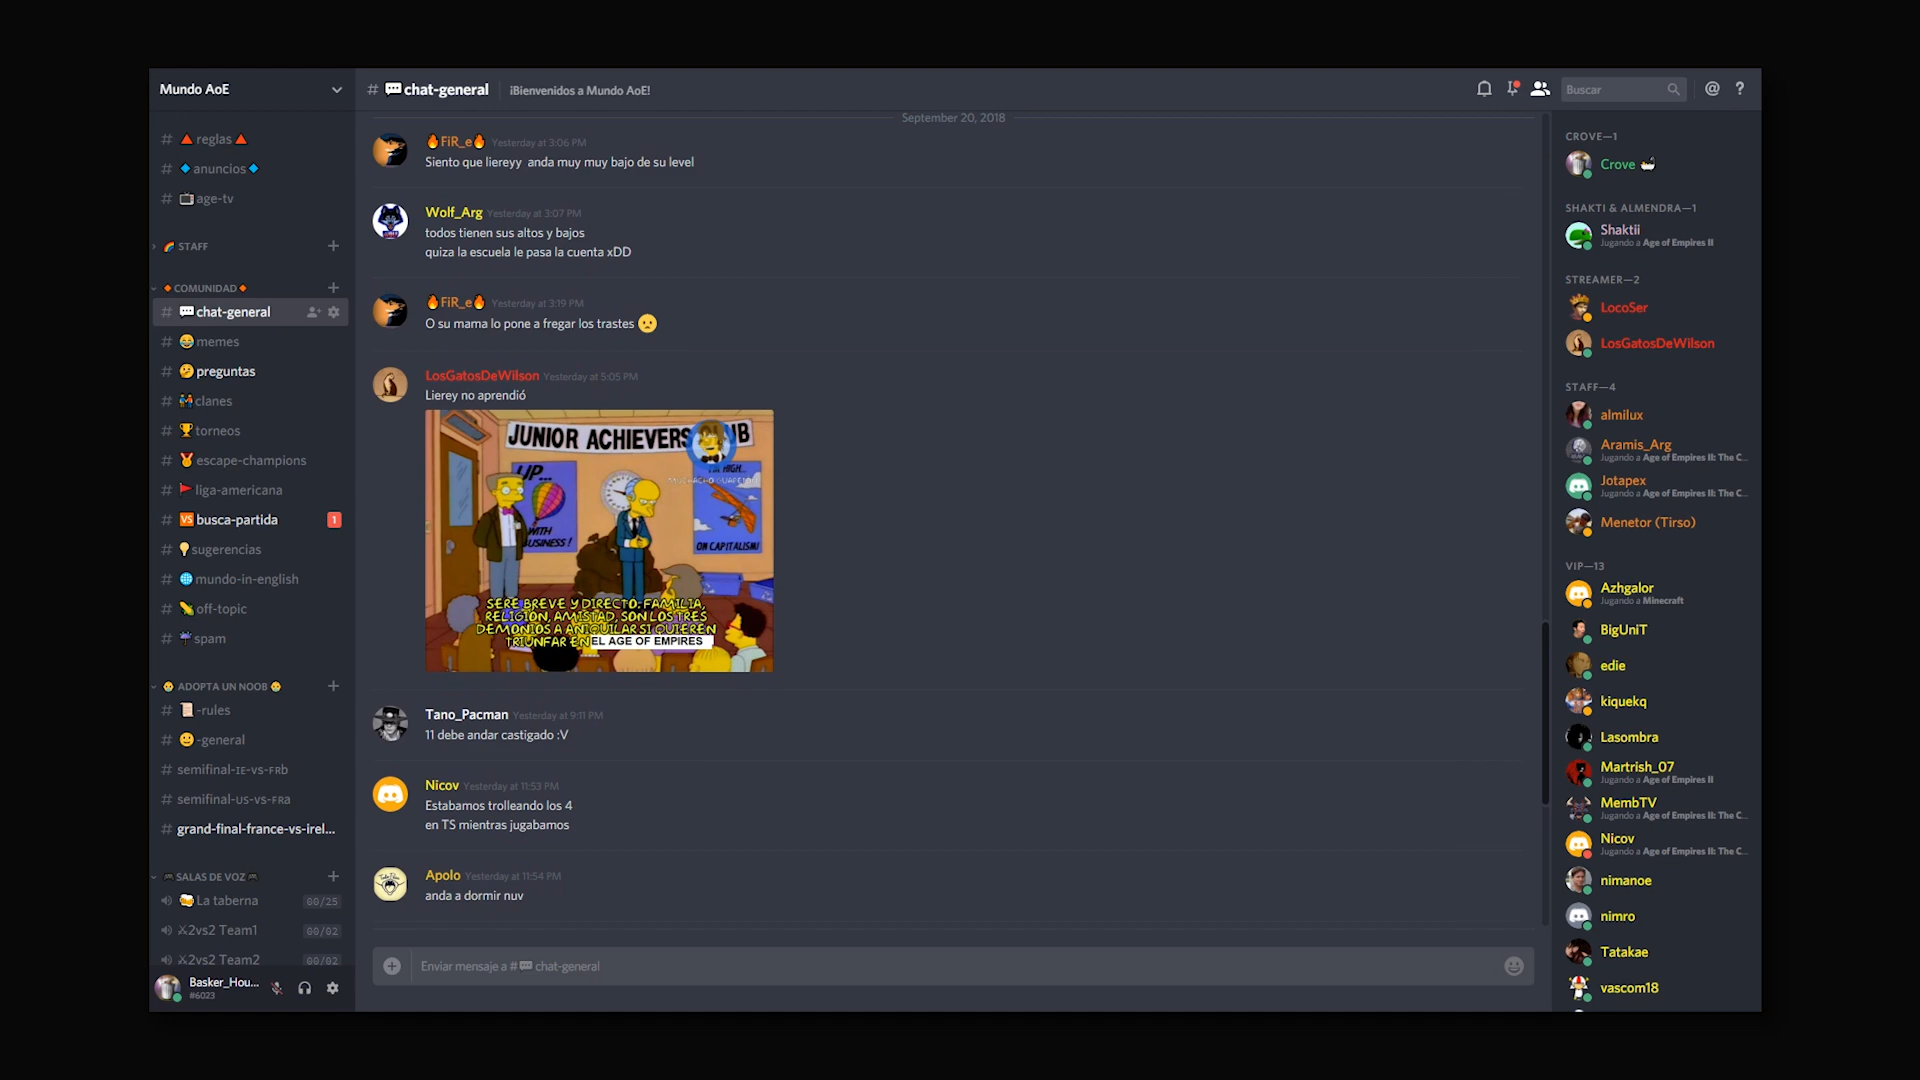 Mundo AoE
# reglas
# anuncios
# age-tv
STAFF
COMUNIDAD
# chat-general
# memes
# preguntas
# clanes
# torneos
# escape-champions
# liga-americana
# VS busca-partida 1
# sugerencias
# mundo-in-english
# off-topic
# spam
ADOPTA UN NOOB
# -rules
# -general
# semifinal-IE-vs-FRb
# semifinal-US-vs-FRa
# grand-final-france-vs-irel...
SALAS DE VOZ
La taberna 00/25
2vs2 Team1 00/02
2vs2 Team2 00/02
Basker_Hou...
#6023
# chat-general
¡Bienvenidos a Mundo AoE!
Buscar
September 20, 2018
FiR_e Yesterday at 3:06 PM
Siento que liereyy anda muy muy bajo de su level
Wolf_Arg Yesterday at 3:07 PM
todos tienen sus altos y bajos
quiza la escuela le pasa la cuenta xDD
FiR_e Yesterday at 3:19 PM
O su mama lo pone a fregar los trastes
LosGatosDeWilson Yesterday at 5:05 PM
Lierey no aprendió
JUNIOR ACHIEVERS CLUB
UP...
WITH
BUSINESS!
I'M HIGH...
MUCHACHO GUAPETÓN
ON CAPITALISM!
SERE BREVE Y DIRECTO. FAMILIA,
RELIGION, AMISTAD, SON LOS TRES
DEMONIOS A ANIQUILAR SI QUIEREN
TRIUNFAR EN EL AGE OF EMPIRES
Tano_Pacman Yesterday at 9:11 PM
11 debe andar castigado :V
Nicov Yesterday at 11:53 PM
Estabamos trolleando los 4
en TS mientras jugabamos
Apolo Yesterday at 11:54 PM
anda a dormir nuv
Enviar mensaje a # chat-general
CROVE—1
Crove
SHAKTI & ALMENDRA—1
Shaktii
Jugando a Age of Empires II
STREAMER—2
LocoSer
LosGatosDeWilson
STAFF—4
almilux
Aramis_Arg
Jugando a Age of Empires II: The C...
Jotapex
Jugando a Age of Empires II: The C...
Menetor (Tirso)
VIP—13
Azhgalor
Jugando a Minecraft
BigUniT
edie
kiquekq
Lasombra
Martrish_07
Jugando a Age of Empires II
MembTV
Jugando a Age of Empires II: The C...
Nicov
Jugando a Age of Empires II: The C...
nimanoe
nimro
Tatakae
vascom18